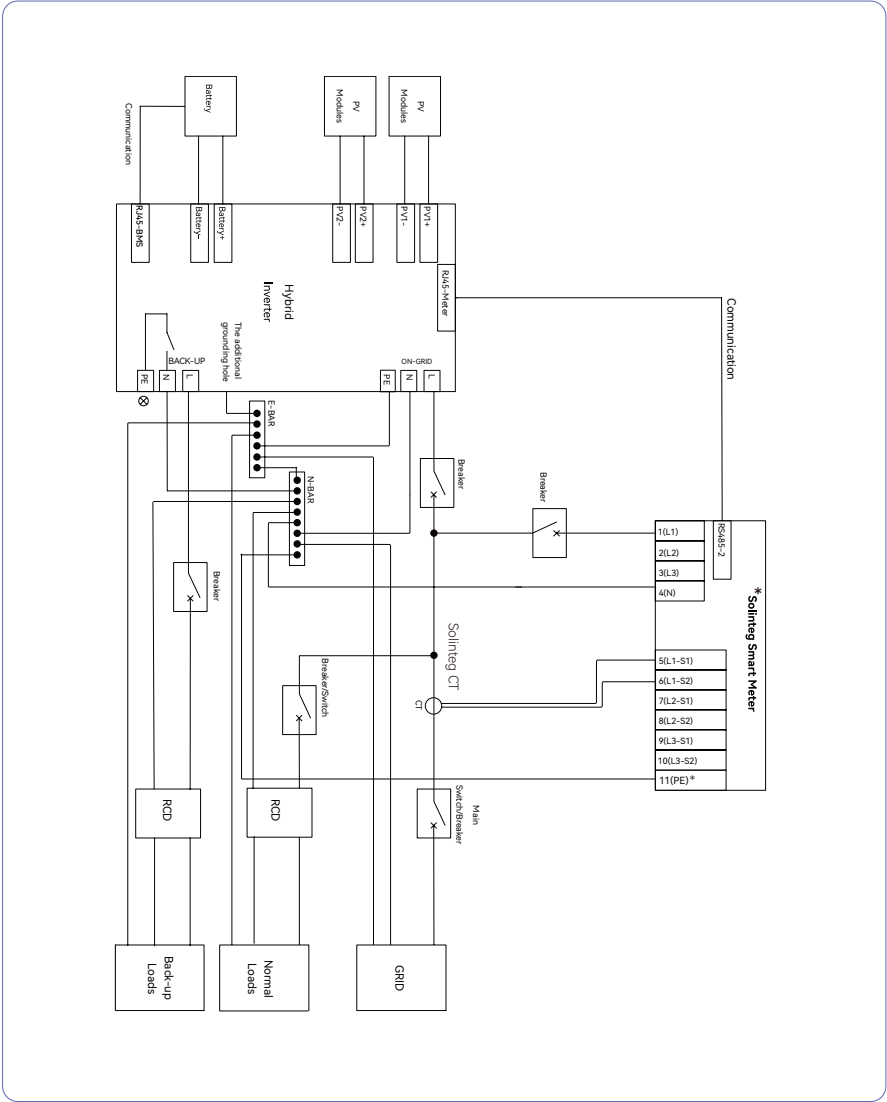 Battery
PV
Modules
PV
Modules
Communication
RJ45-BMS
Battery-
Battery+
PV2-
PV2+
PV1-
PV1+
RJ45-Meter
Communication
Hybrid
Inverter
The additional
grounding hole
BACK-UP
ON-GRID
PE
N
L
PE
N
L
E-BAR
N-BAR
Breaker
Breaker
Breaker
RS485-2
1(L1)
2(L2)
3(L3)
4(N)
*Solinteg Smart Meter
5(L1-S1)
6(L1-S2)
7(L2-S1)
8(L2-S2)
9(L3-S1)
10(L3-S2)
11(PE)*
Solinteg CT
CT
Breaker/Switch
Main
Switch/Breaker
RCD
RCD
Back-up
Loads
Normal
Loads
GRID